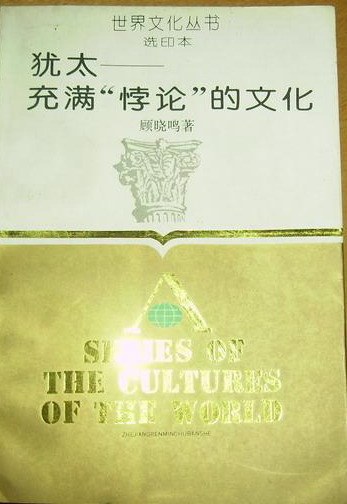 世界文化丛书
选印本
犹太——
充满“悖论”的文化
顾晓鸣著
SERIES OF
THE CULTURES
OF THE WORLD
ZHEJIANGRENMINCHUBANSHE